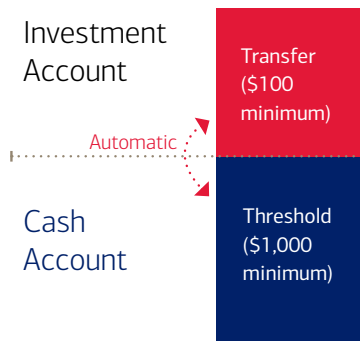 Investment
Account
Transfer
($100
minimum)
Automatic
Cash
Account
Threshold
($1,000
minimum)